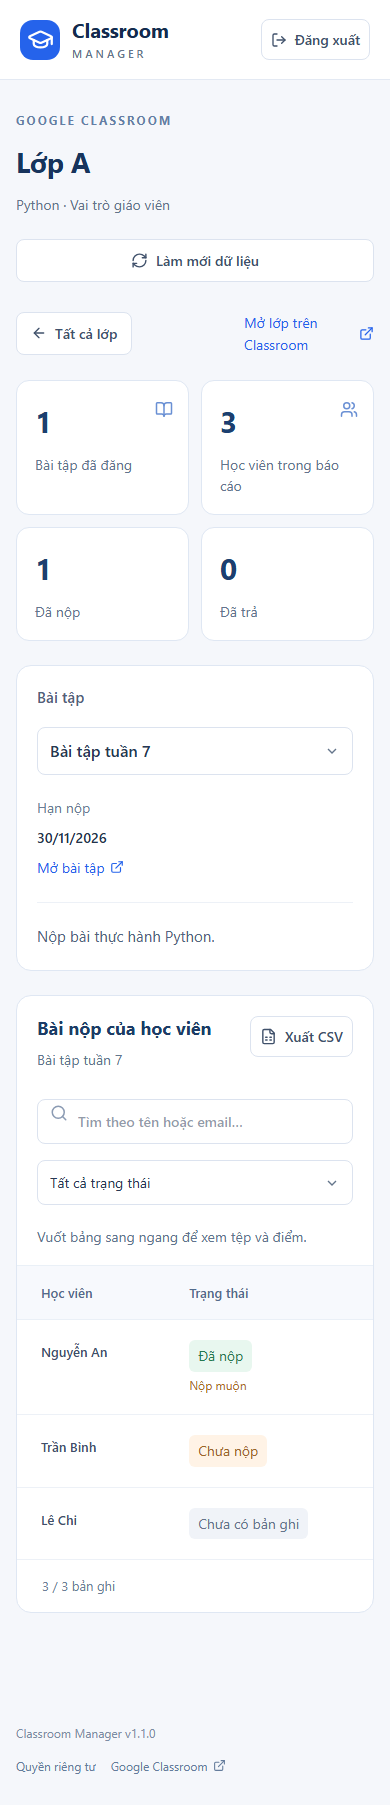 Classroom
MANAGER
Đăng xuất
GOOGLE CLASSROOM
Lớp A
Python · Vai trò giáo viên
Làm mới dữ liệu
Tất cả lớp
Mở lớp trên
Classroom
1
Bài tập đã đăng
3
Học viên trong báo
cáo
1
Đã nộp
0
Đã trả
Bài tập
Bài tập tuần 7
Hạn nộp
30/11/2026
Mở bài tập
Nộp bài thực hành Python.
Bài nộp của học viên
Bài tập tuần 7
Xuất CSV
Tìm theo tên hoặc email...
Tất cả trạng thái
Vuốt bảng sang ngang để xem tệp và điểm.
Học viên Trạng thái
Nguyễn An Đã nộp
Nộp muộn
Trần Bình Chưa nộp
Lê Chi Chưa có bản ghi
3 / 3 bản ghi
Classroom Manager v1.1.0
Quyền riêng tư Google Classroom